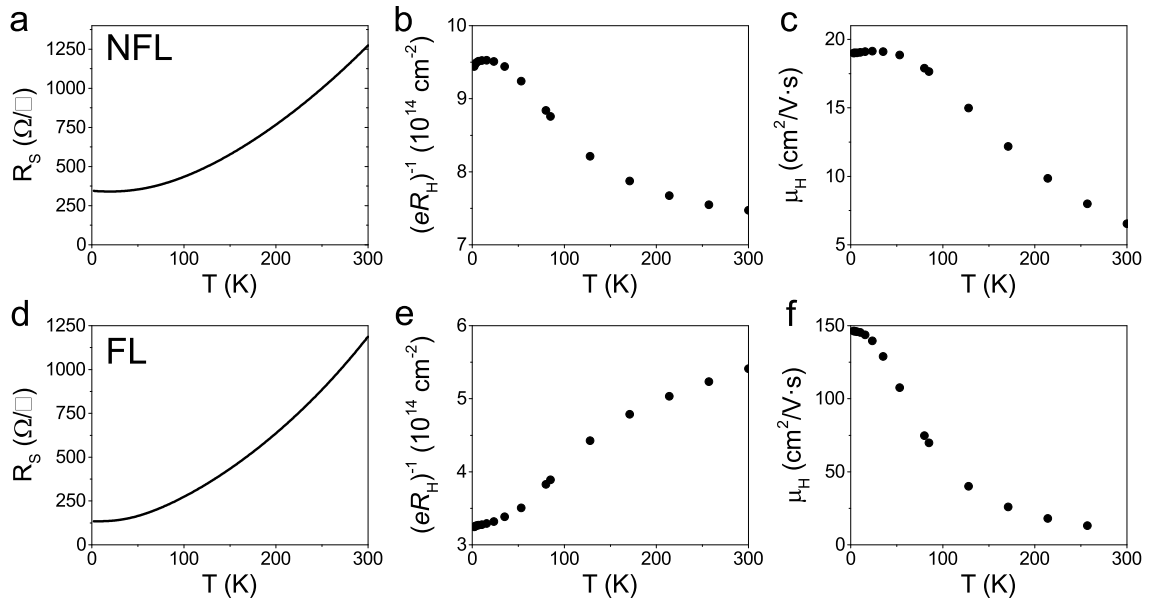 a
NFL
1250
1000
750
500
250
0
R_S (Ω/□)
0 100 200 300
T (K)
b
10
9
8
7
(eR_H)^-1 (10^14 cm^-2)
0 100 200 300
T (K)
c
20
15
10
5
μ_H (cm^2/V·s)
0 100 200 300
T (K)
d
FL
1250
1000
750
500
250
0
R_S (Ω/□)
0 100 200 300
T (K)
e
6
5
4
3
(eR_H)^-1 (10^14 cm^-2)
0 100 200 300
T (K)
f
150
100
50
0
μ_H (cm^2/V·s)
0 100 200 300
T (K)